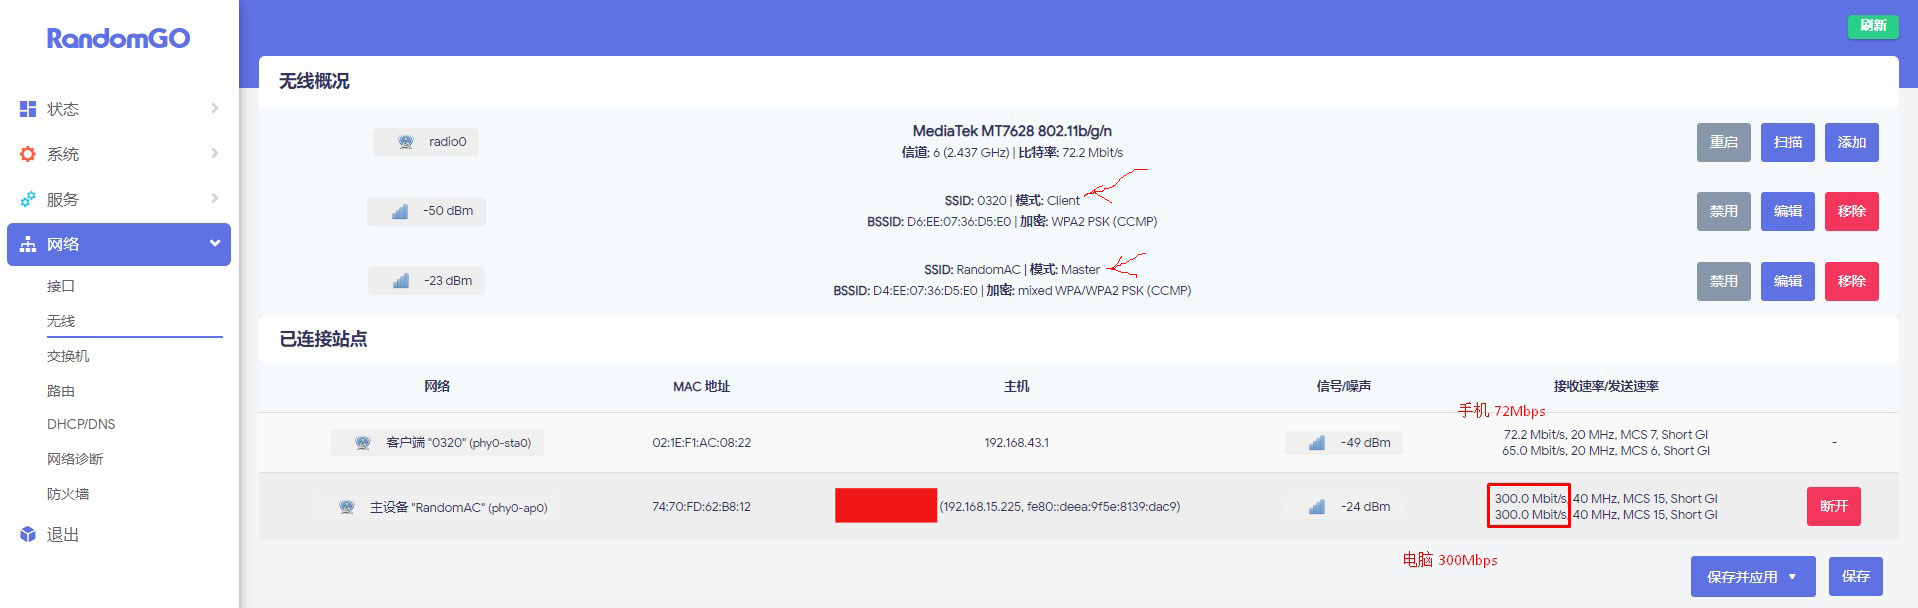 RandomGO
刷新
状态
系统
服务
网络
接口
无线
交换机
路由
DHCP/DNS
网络诊断
防火墙
退出
无线概况
radio0
MediaTek MT7628 802.11b/g/n
信道: 6 (2.437 GHz) | 比特率: 72.2 Mbit/s
重启 扫描 添加
-50 dBm
SSID: 0320 | 模式: Client
BSSID: D6:EE:07:36:D5:E0 | 加密: WPA2 PSK (CCMP)
禁用 编辑 移除
-23 dBm
SSID: RandomAC | 模式: Master
BSSID: D4:EE:07:36:D5:E0 | 加密: mixed WPA/WPA2 PSK (CCMP)
禁用 编辑 移除
已连接站点
网络 MAC 地址 主机 信号/噪声 接收速率/发送速率
手机 72Mbps
客户端 "0320" (phy0-sta0) 02:1E:F1:AC:08:22 192.168.43.1 -49 dBm
72.2 Mbit/s, 20 MHz, MCS 7, Short GI
65.0 Mbit/s, 20 MHz, MCS 6, Short GI
-
主设备 "RandomAC" (phy0-ap0) 74:70:FD:62:B8:12 (192.168.15.225, fe80::deea:9f5e:8139:dac9) -24 dBm
300.0 Mbit/s, 40 MHz, MCS 15, Short GI
300.0 Mbit/s, 40 MHz, MCS 15, Short GI
断开
电脑 300Mbps
保存并应用 保存